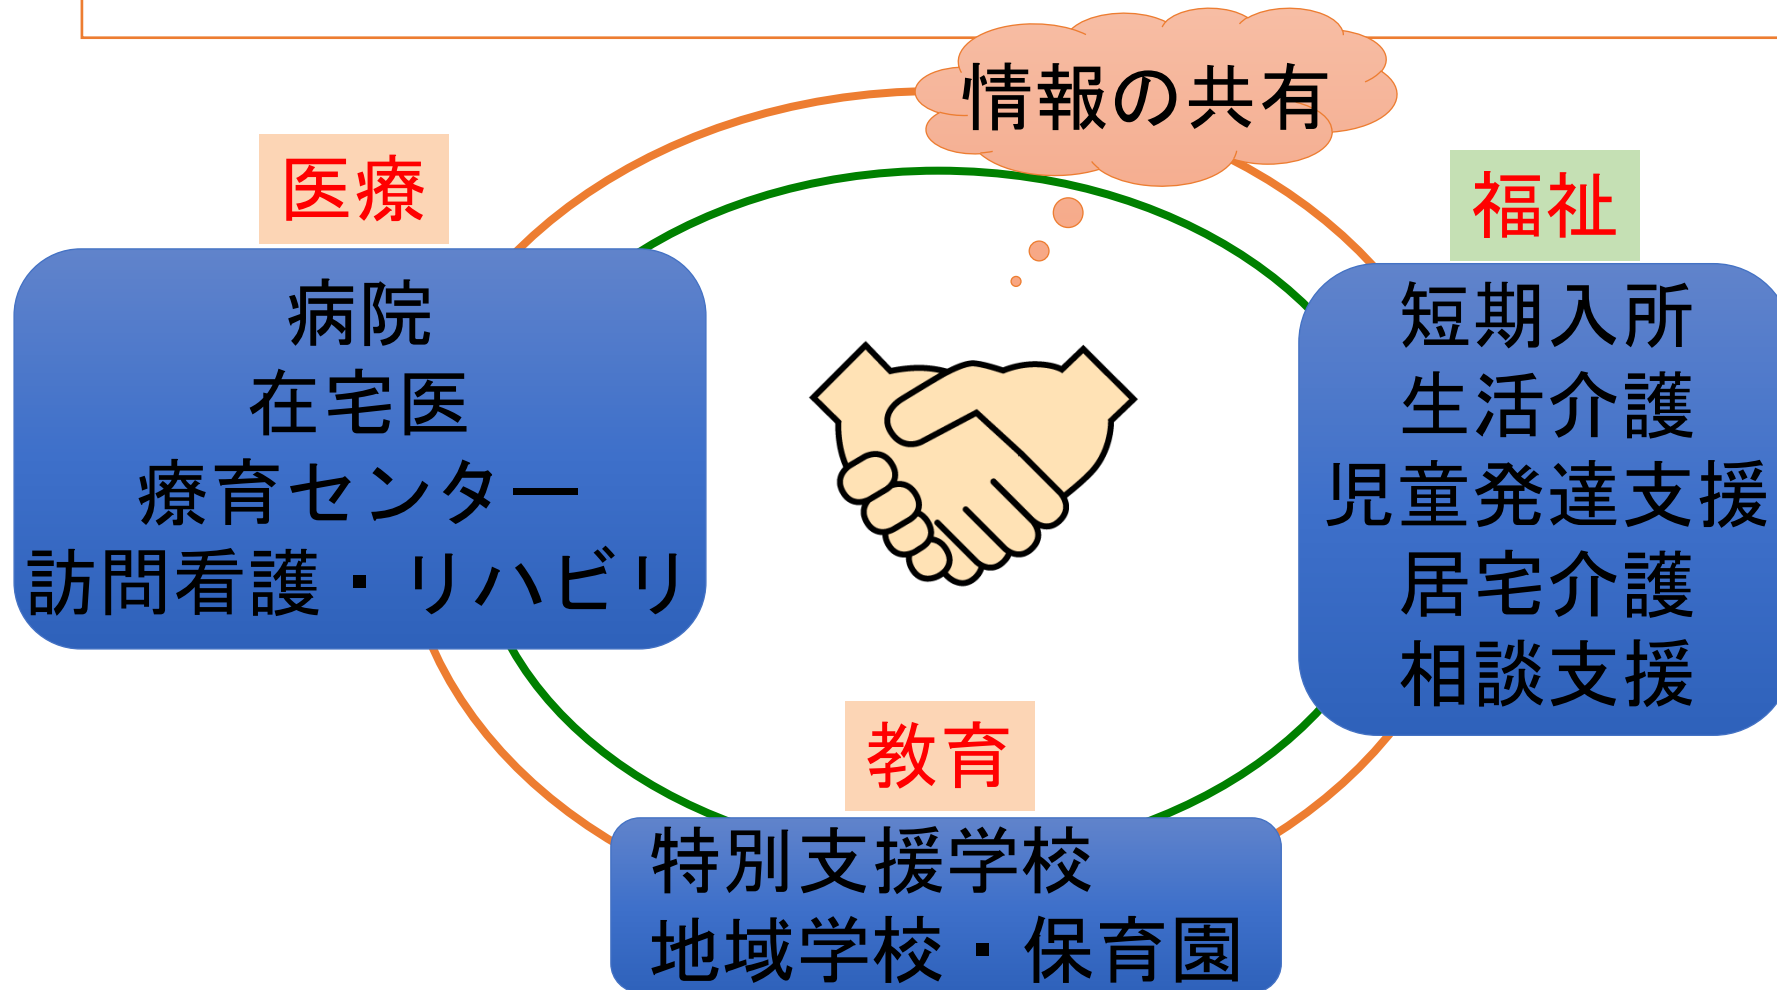 情報の共有
医療
病院
在宅医
療育センター
訪問看護・リハビリ
福祉
短期入所
生活介護
児童発達支援
居宅介護
相談支援
教育
特別支援学校
地域学校・保育園